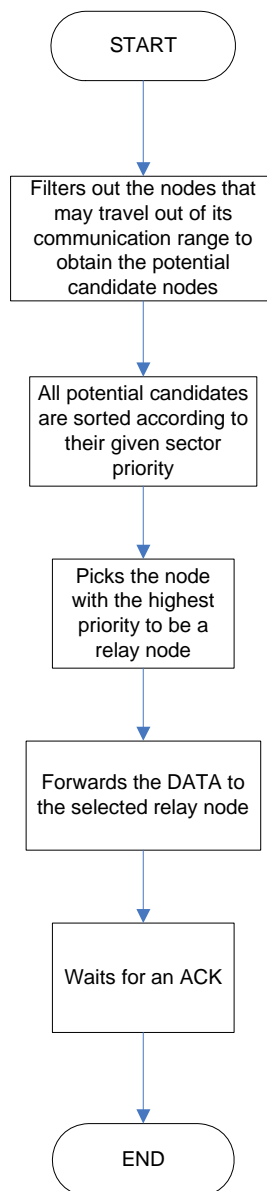 START
Filters out the nodes that
may travel out of its
communication range to
obtain the potential
candidate nodes
All potential candidates
are sorted according to
their given sector
priority
Picks the node
with the highest
priority to be a
relay node
Forwards the DATA to
the selected relay node
Waits for an ACK
END